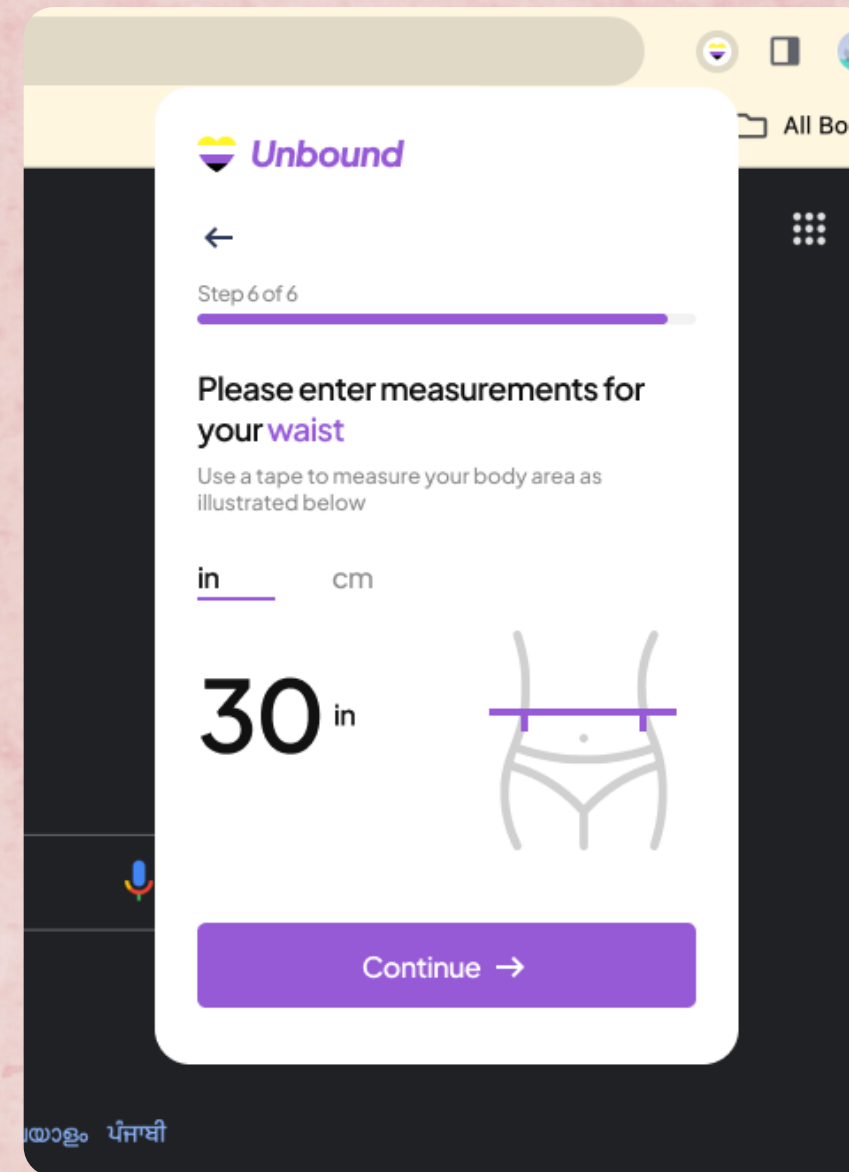 All Bo
Unbound
Step 6 of 6
Please enter measurements for
your waist
Use a tape to measure your body area as
illustrated below
in cm
30 in
Continue →
യാളം ਪੰਜਾਬੀ